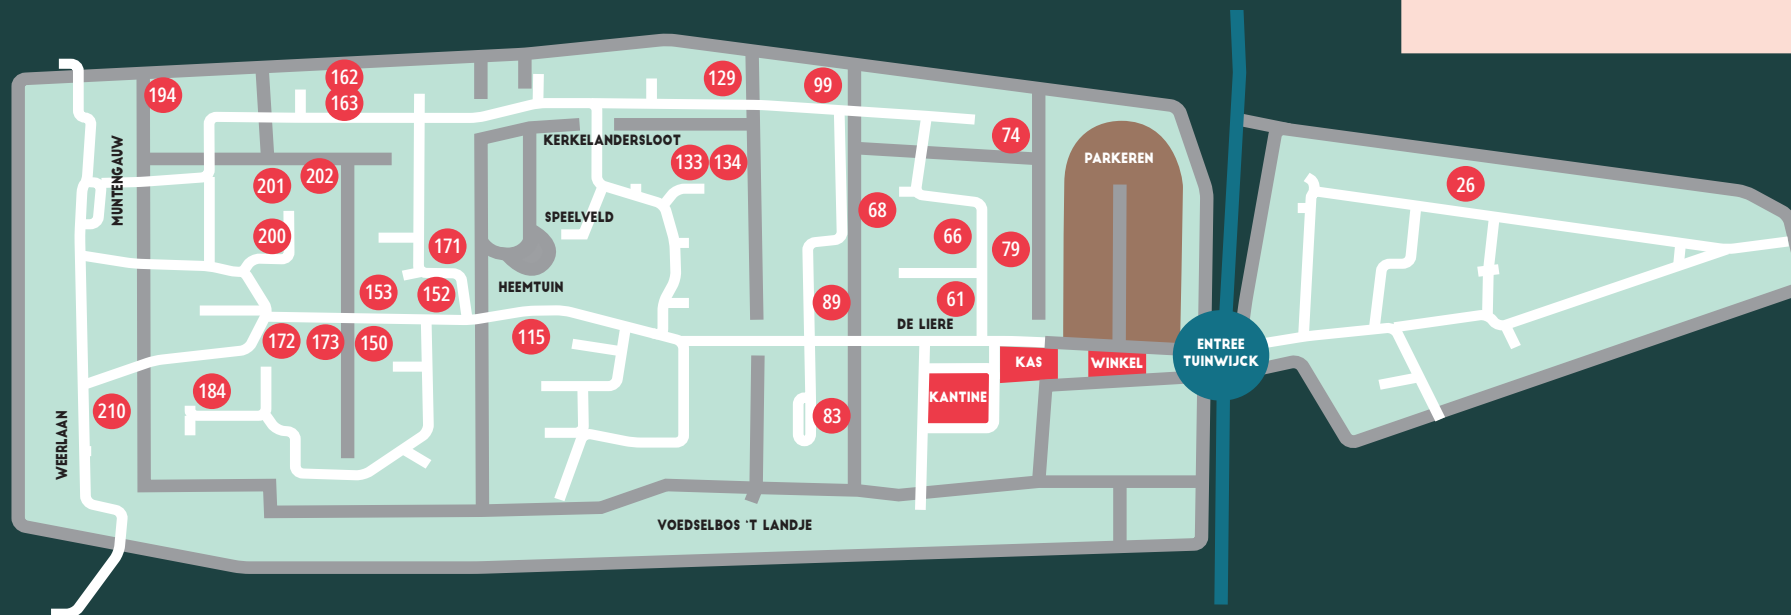 162
194
163
129
99
74
KERKELANDERSLOOT
PARKEREN
133
134
MUNTENGAUW
201
202
26
68
SPEELVELD
200
171
66
79
HEEMTUIN
153
152
89
61
DE LIERE
172
173
150
115
ENTREE
TUINWIJCK
KAS
WINKEL
184
KANTINE
210
83
WEERLAAN
VOEDSELBOS 'T LANDJE